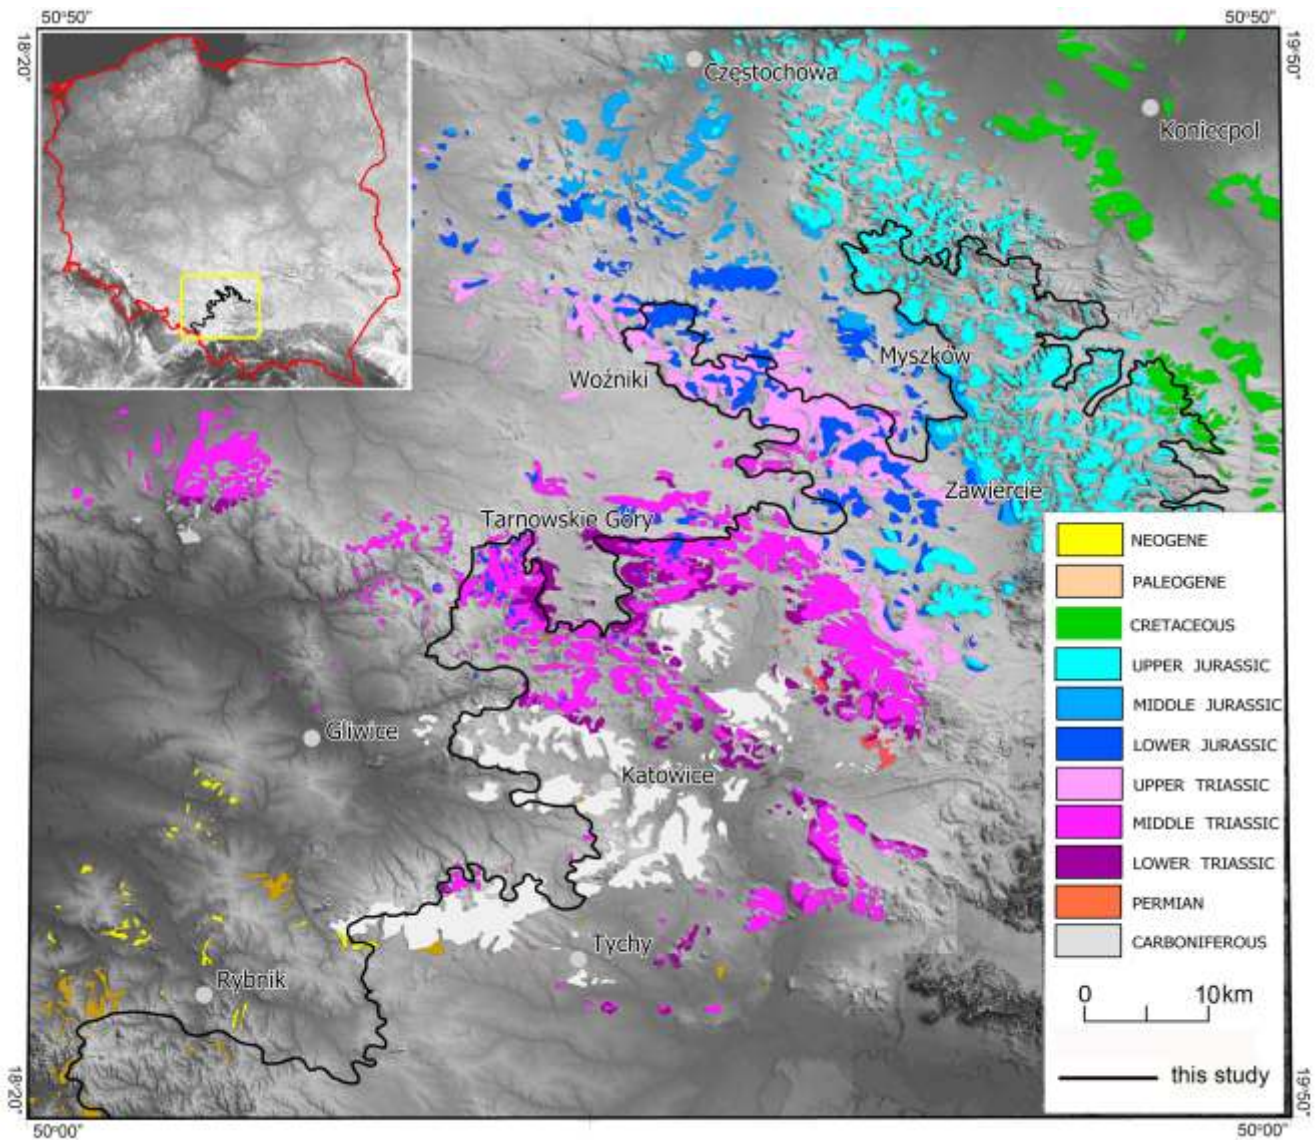 50°50"
50°50"
18°20"
19°50"
Częstochowa
Koniecpol
Myszków
Woźniki
Zawiercie
Tarnowskie Góry
NEOGENE
PALEOGENE
CRETACEOUS
UPPER JURASSIC
MIDDLE JURASSIC
LOWER JURASSIC
UPPER TRIASSIC
MIDDLE TRIASSIC
LOWER TRIASSIC
PERMIAN
CARBONIFEROUS
Gliwice
Katowice
Tychy
Rybnik
0 10km
this study
18°20"
19°50"
50°00"
50°00"